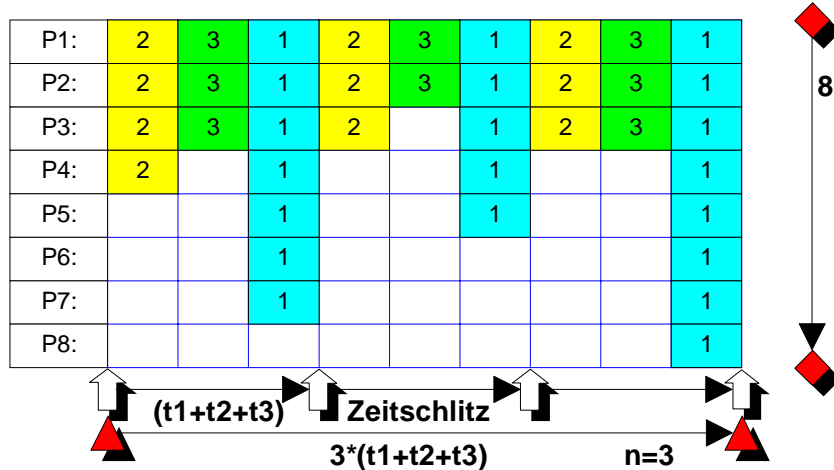 P1: 2 3 1 2 3 1 2 3 1
P2: 2 3 1 2 3 1 2 3 1
8
P3: 2 3 1 2 1 2 3 1
P4: 2 1 1 1
P5: 1 1 1
P6: 1 1
P7: 1 1
P8: 1
(t1+t2+t3) Zeitschlitz
3*(t1+t2+t3) n=3